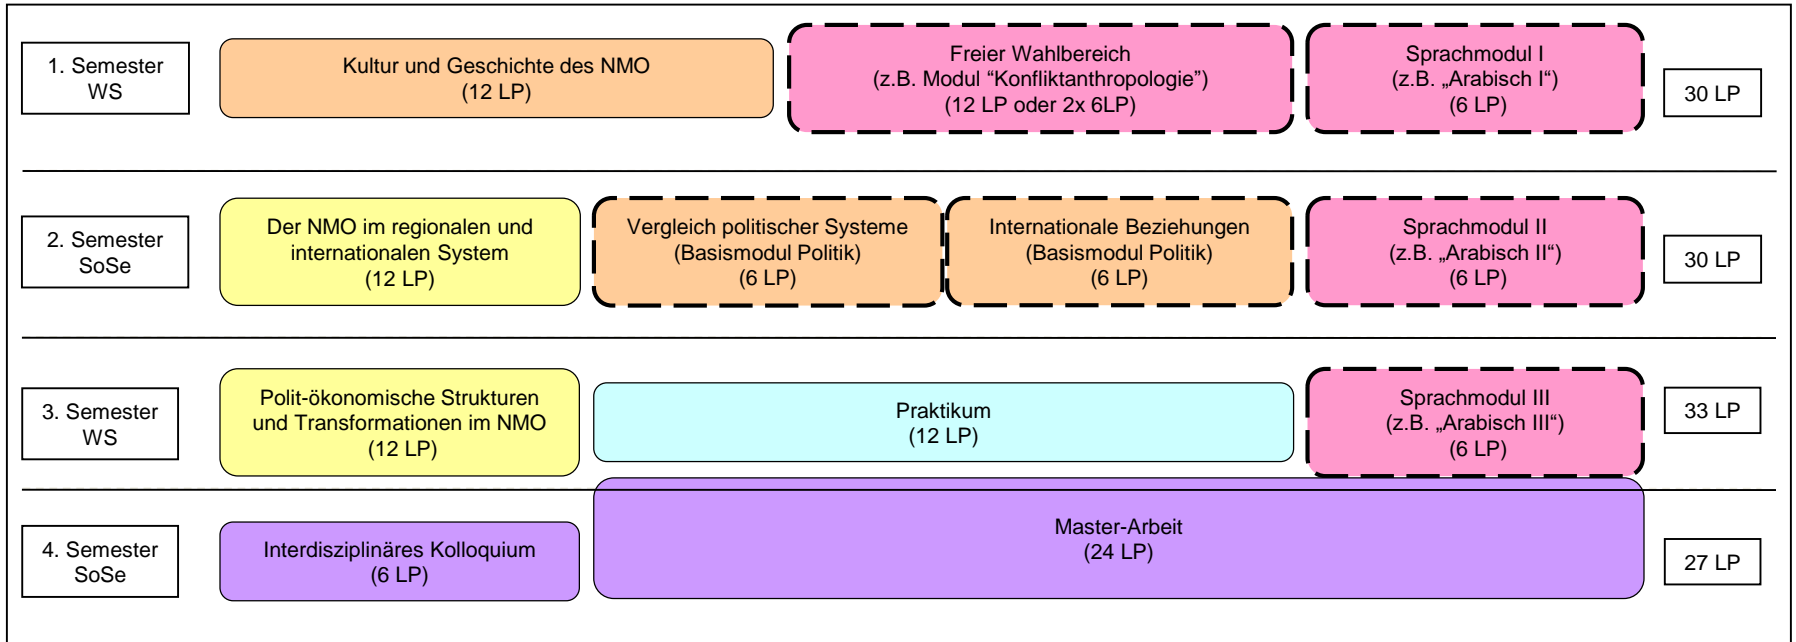 1. Semester
WS
Kultur und Geschichte des NMO
(12 LP)
Freier Wahlbereich
(z.B. Modul “Konfliktanthropologie”)
(12 LP oder 2x 6LP)
Sprachmodul I
(z.B. „Arabisch I“)
(6 LP)
30 LP
2. Semester
SoSe
Der NMO im regionalen und
internationalen System
(12 LP)
Vergleich politischer Systeme
(Basismodul Politik)
(6 LP)
Internationale Beziehungen
(Basismodul Politik)
(6 LP)
Sprachmodul II
(z.B. „Arabisch II“)
(6 LP)
30 LP
3. Semester
WS
Polit-ökonomische Strukturen
und Transformationen im NMO
(12 LP)
Praktikum
(12 LP)
Sprachmodul III
(z.B. „Arabisch III“)
(6 LP)
33 LP
4. Semester
SoSe
Interdisziplinäres Kolloquium
(6 LP)
Master-Arbeit
(24 LP)
27 LP